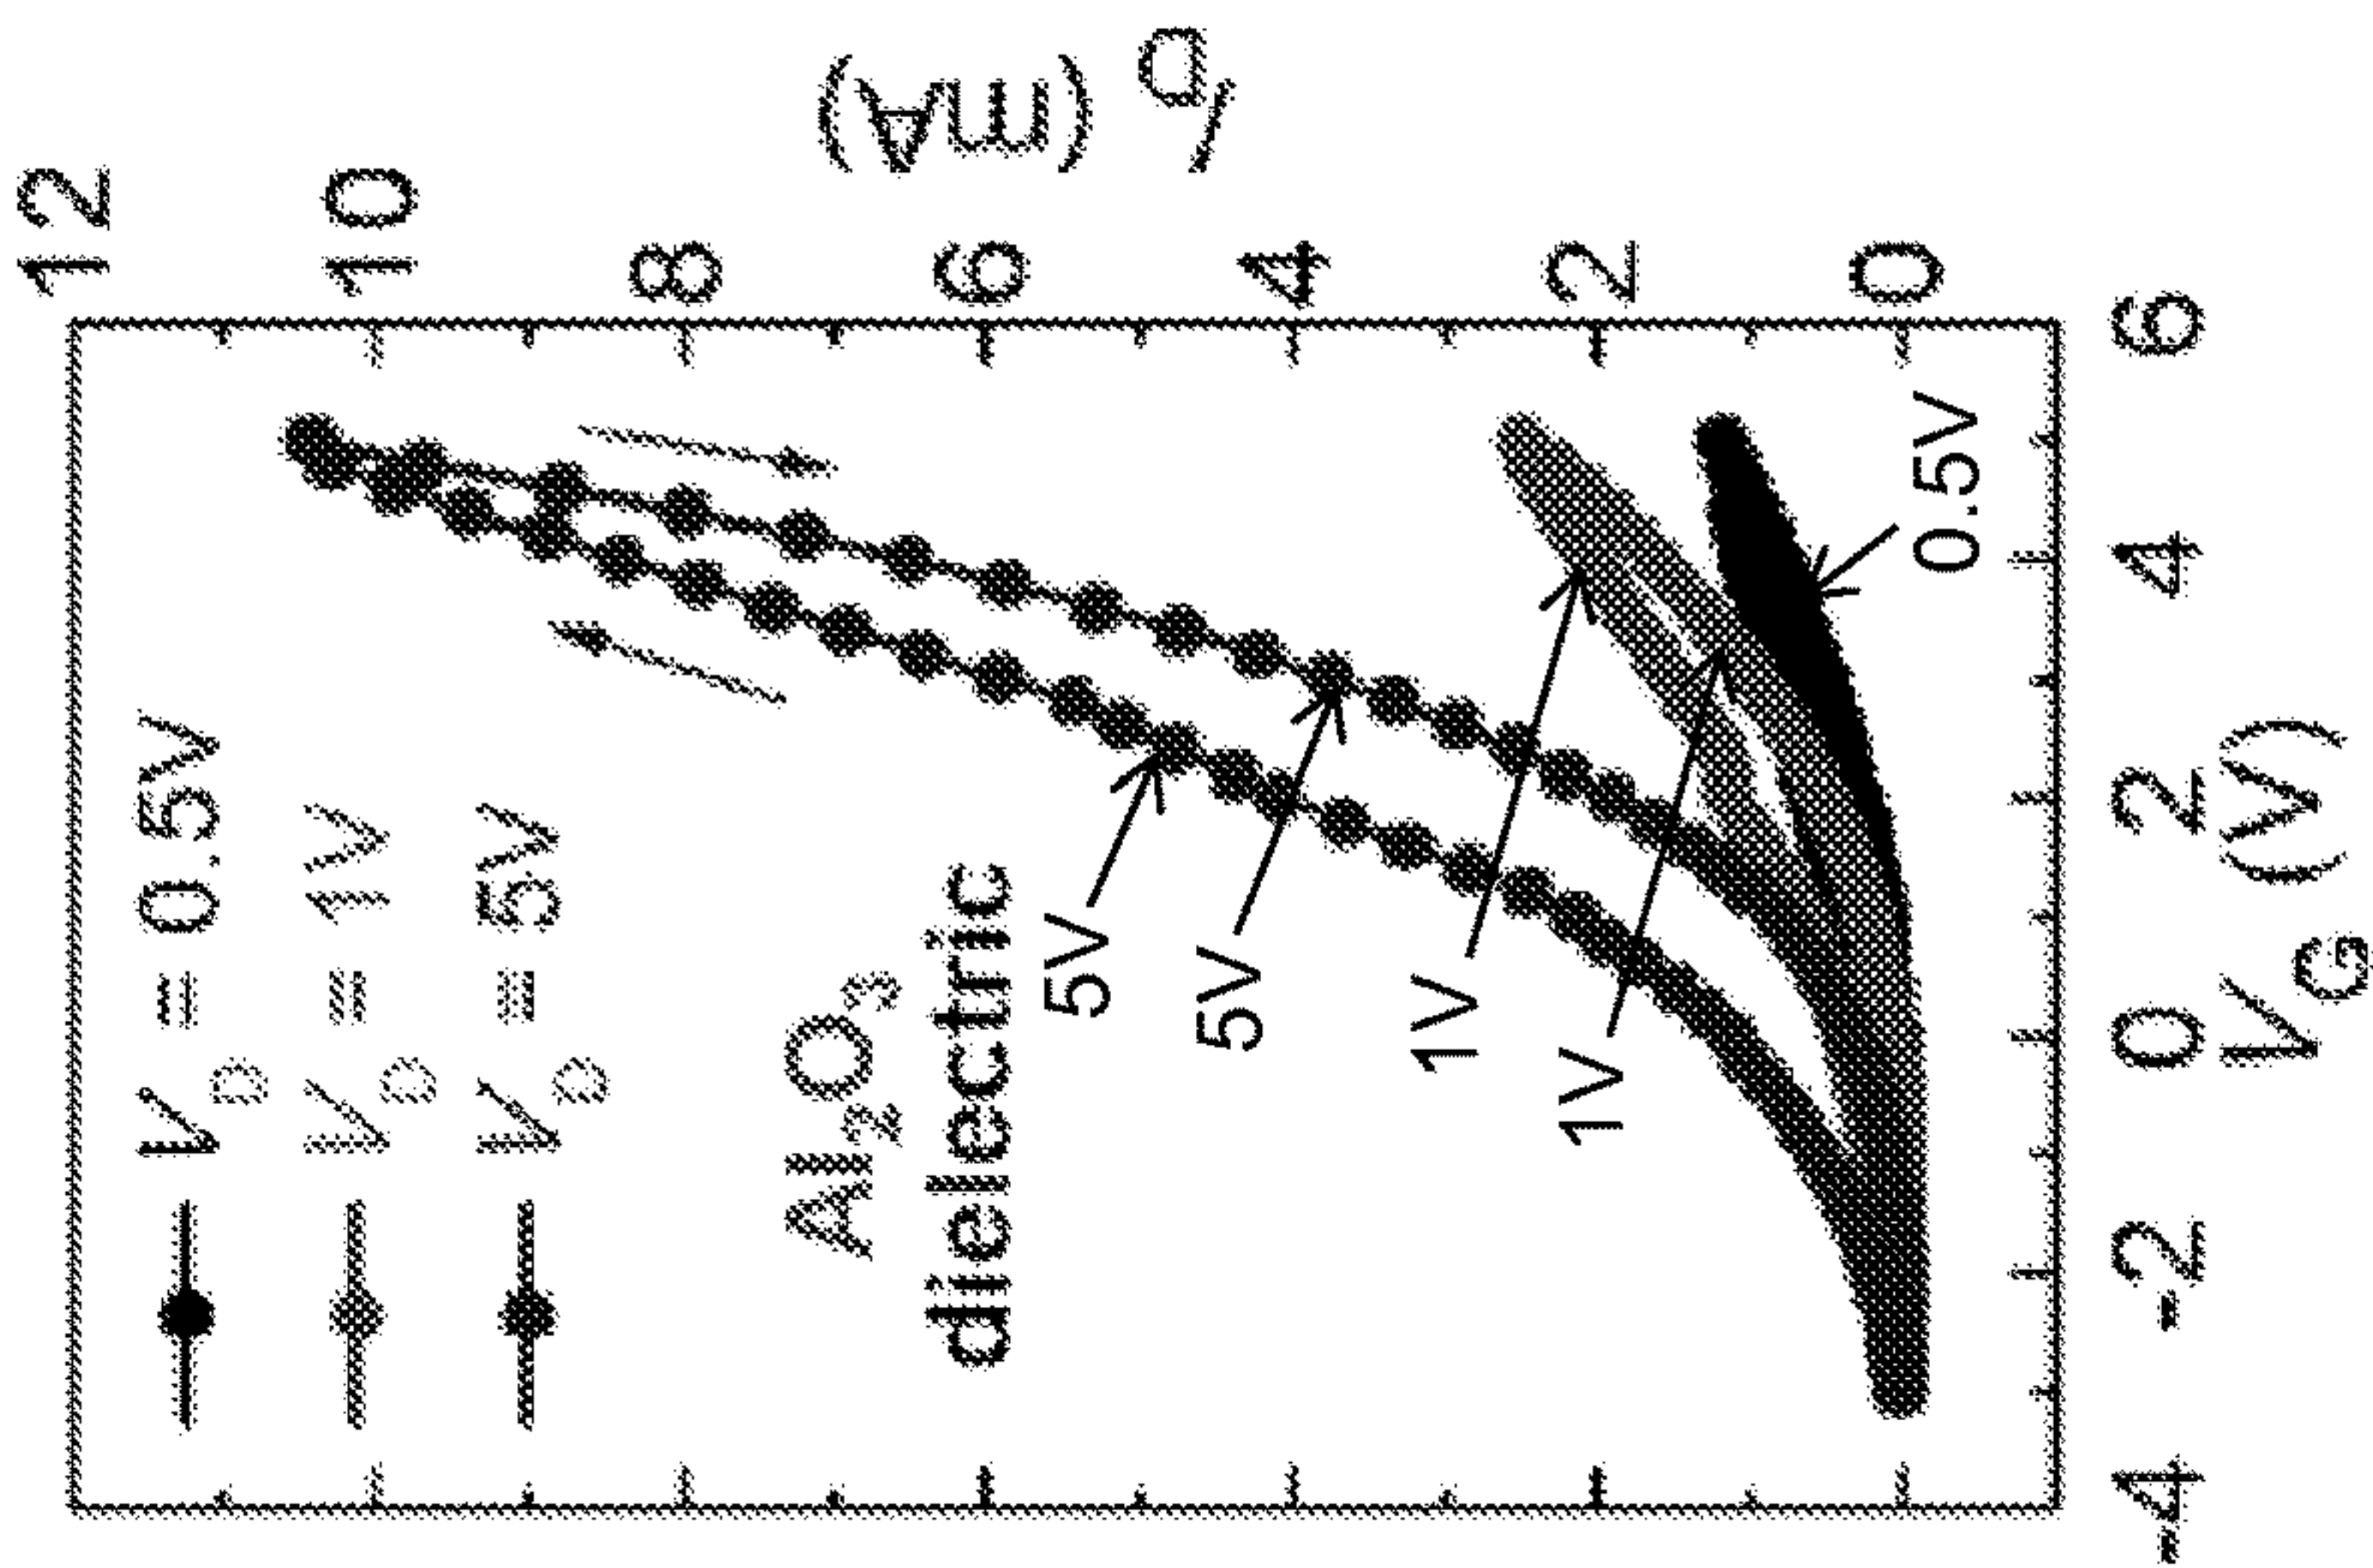 V_D = 0.5V
V_D = 1V
V_D = 5V
Al₂O₃
dielectric
5V
5V
1V
1V
0.5V
-4
-2
0
2
4
6
V_G (V)
0
2
4
6
8
10
12
I_D (mA)